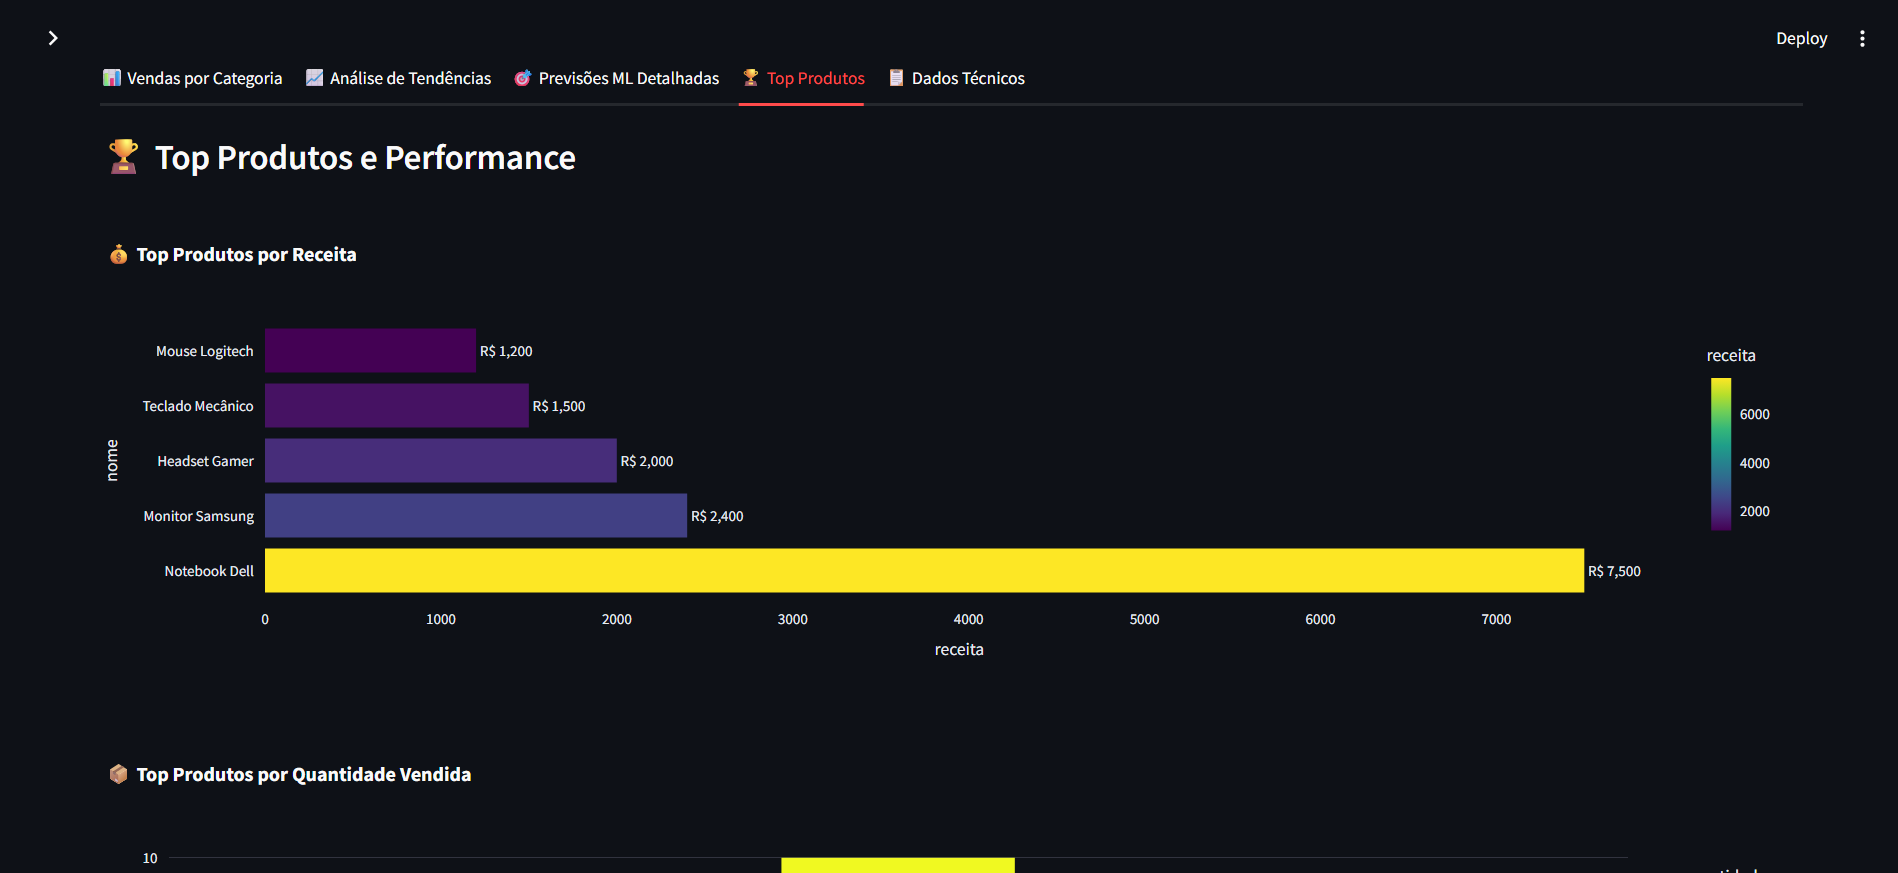 Deploy
Vendas por Categoria
Análise de Tendências
Previsões ML Detalhadas
Top Produtos
Dados Técnicos
Top Produtos e Performance
Top Produtos por Receita
nome
Mouse Logitech
R$ 1,200
Teclado Mecânico
R$ 1,500
Headset Gamer
R$ 2,000
Monitor Samsung
R$ 2,400
Notebook Dell
R$ 7,500
0 1000 2000 3000 4000 5000 6000 7000
receita
receita
6000
4000
2000
Top Produtos por Quantidade Vendida
10